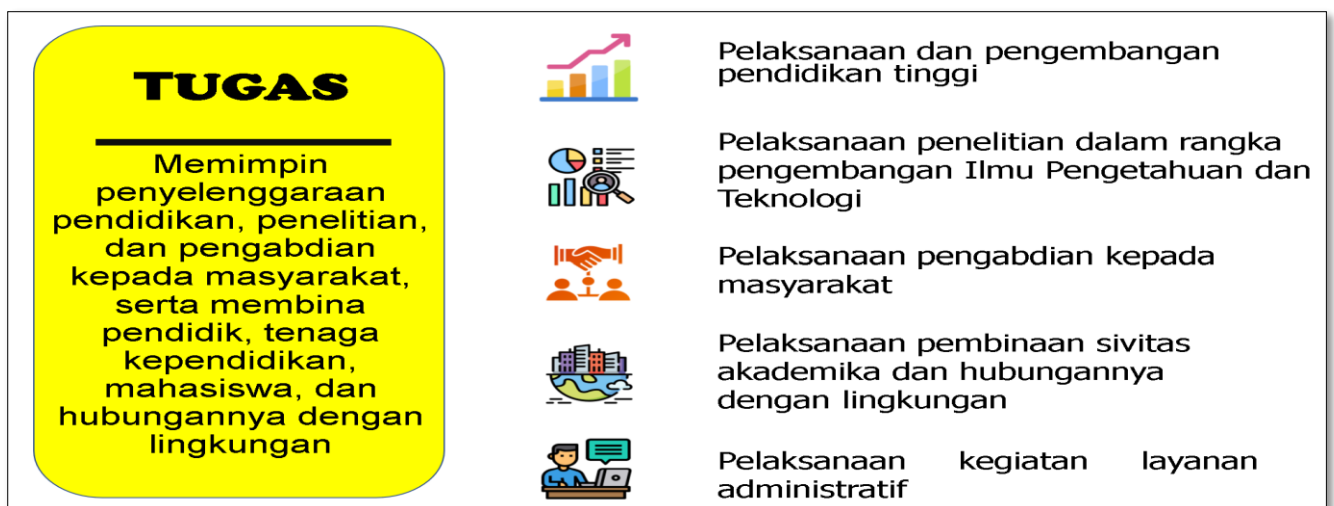 TUGAS
Memimpin
penyelenggaraan
pendidikan, penelitian,
dan pengabdian
kepada masyarakat,
serta membina
pendidik, tenaga
kependidikan,
mahasiswa, dan
hubungannya dengan
lingkungan
Pelaksanaan dan pengembangan
pendidikan tinggi
Pelaksanaan penelitian dalam rangka
pengembangan Ilmu Pengetahuan dan
Teknologi
Pelaksanaan pengabdian kepada
masyarakat
Pelaksanaan pembinaan sivitas
akademika dan hubungannya
dengan lingkungan
Pelaksanaan kegiatan layanan
administratif